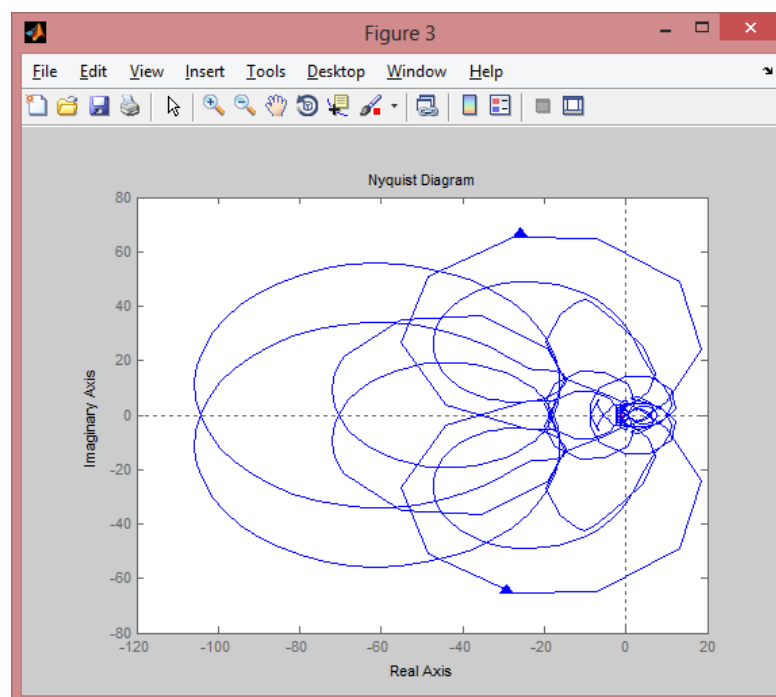 Figure 3
File Edit View Insert Tools Desktop Window Help
Nyquist Diagram
80
60
40
20
0
-20
-40
-60
-80
Imaginary Axis
-120 -100 -80 -60 -40 -20 0 20
Real Axis